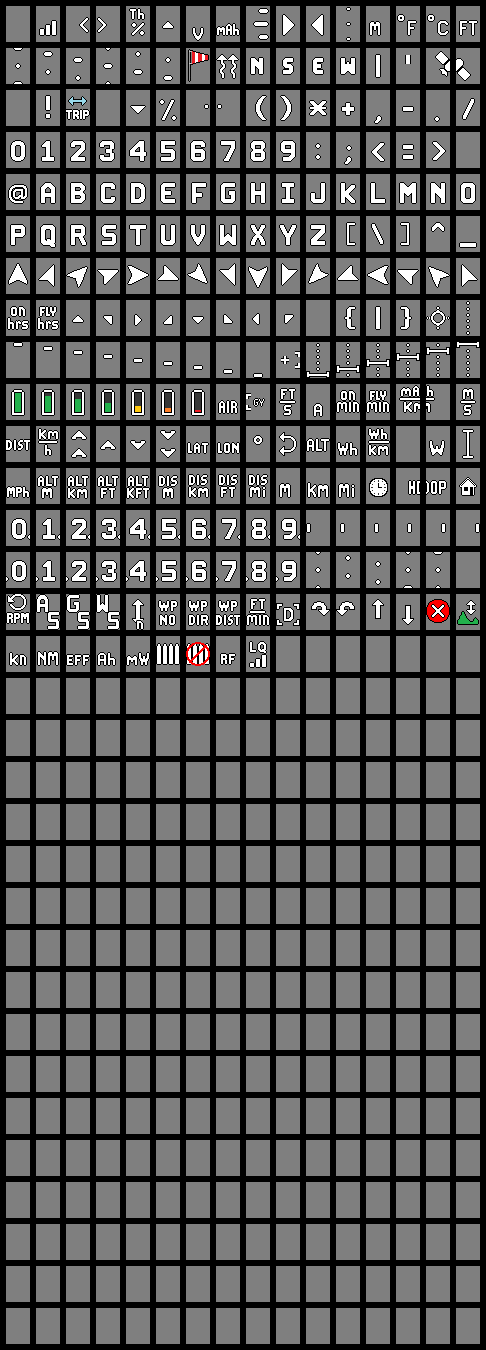 < > Th % V mAh m °F °C FT
N S E W | '
! TRIP % ( ) * + , - . /
0 1 2 3 4 5 6 7 8 9 : ; < = >
@ A B C D E F G H I J K L M N O
P Q R S T U V W X Y Z [ \ ] ^ _
ON hrs FLY hrs { | }
+
AIR FT S A ON MIN FLY MIN mAh Km M S
DIST Km h LAT LON ° ALT Wh Wh KM W
MPh ALT M ALT KM ALT FT ALT KFT DIS M DIS KM DIS FT DIS Mi M KM Mi HDOP
0. 1. 2. 3. 4. 5. 6. 7. 8. 9.
.0 .1 .2 .3 .4 .5 .6 .7 .8 .9
RPM AS GS WS WP NO WP DIR WP DIST FT MIN [D]
Kn NM EFF Ah mW RF LQ